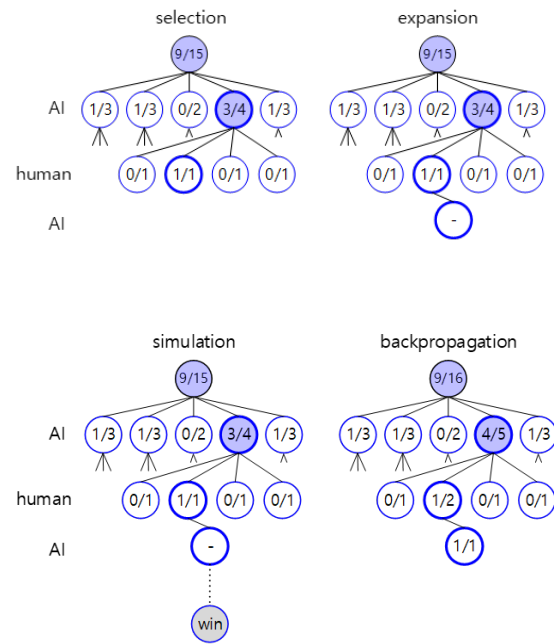 selection
9/15
AI 1/3 1/3 0/2 3/4 1/3
human 0/1 1/1 0/1 0/1
AI
expansion
9/15
1/3 1/3 0/2 3/4 1/3
0/1 1/1 0/1 0/1
-
simulation
9/15
AI 1/3 1/3 0/2 3/4 1/3
human 0/1 1/1 0/1 0/1
AI -
win
backpropagation
9/16
1/3 1/3 0/2 4/5 1/3
0/1 1/2 0/1 0/1
1/1